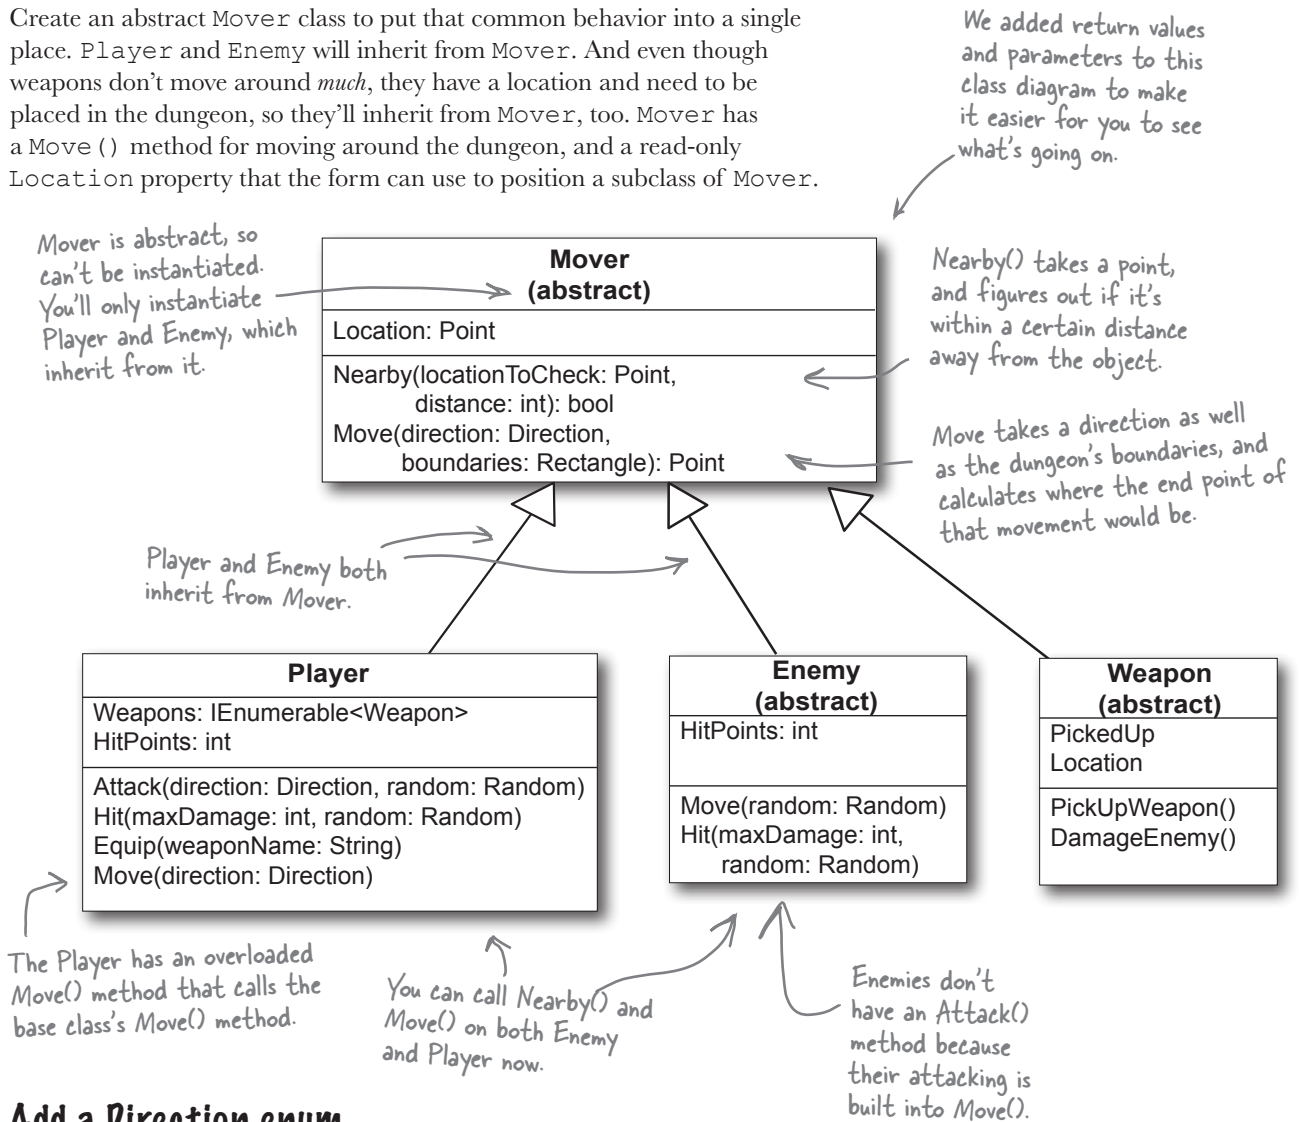 Create an abstract Mover class to put that common behavior into a single
place. Player and Enemy will inherit from Mover. And even though
weapons don't move around much, they have a location and need to be
placed in the dungeon, so they'll inherit from Mover, too. Mover has
a Move() method for moving around the dungeon, and a read-only
Location property that the form can use to position a subclass of Mover.
We added return values
and parameters to this
class diagram to make
it easier for you to see
what's going on.
Mover is abstract, so
can't be instantiated.
You'll only instantiate
Player and Enemy, which
inherit from it.
Mover
(abstract)
Location: Point
Nearby(locationToCheck: Point,
distance: int): bool
Move(direction: Direction,
boundaries: Rectangle): Point
Nearby() takes a point,
and figures out if it's
within a certain distance
away from the object.
Move takes a direction as well
as the dungeon's boundaries, and
calculates where the end point of
that movement would be.
Player and Enemy both
inherit from Mover.
Player
Weapons: IEnumerable<Weapon>
HitPoints: int
Attack(direction: Direction, random: Random)
Hit(maxDamage: int, random: Random)
Equip(weaponName: String)
Move(direction: Direction)
Enemy
(abstract)
HitPoints: int
Move(random: Random)
Hit(maxDamage: int,
random: Random)
Weapon
(abstract)
PickedUp
Location
PickUpWeapon()
DamageEnemy()
The Player has an overloaded
Move() method that calls the
base class's Move() method.
You can call Nearby() and
Move() on both Enemy
and Player now.
Enemies don't
have an Attack()
method because
their attacking is
built into Move().
Add a Direction enum